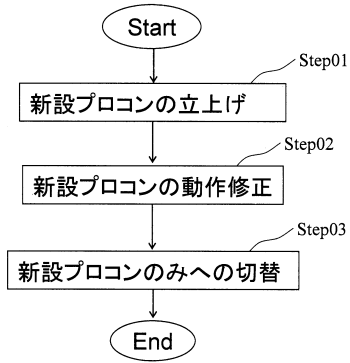 Start
Step01
新設プロコンの立上げ
Step02
新設プロコンの動作修正
Step03
新設プロコンのみへの切替
End